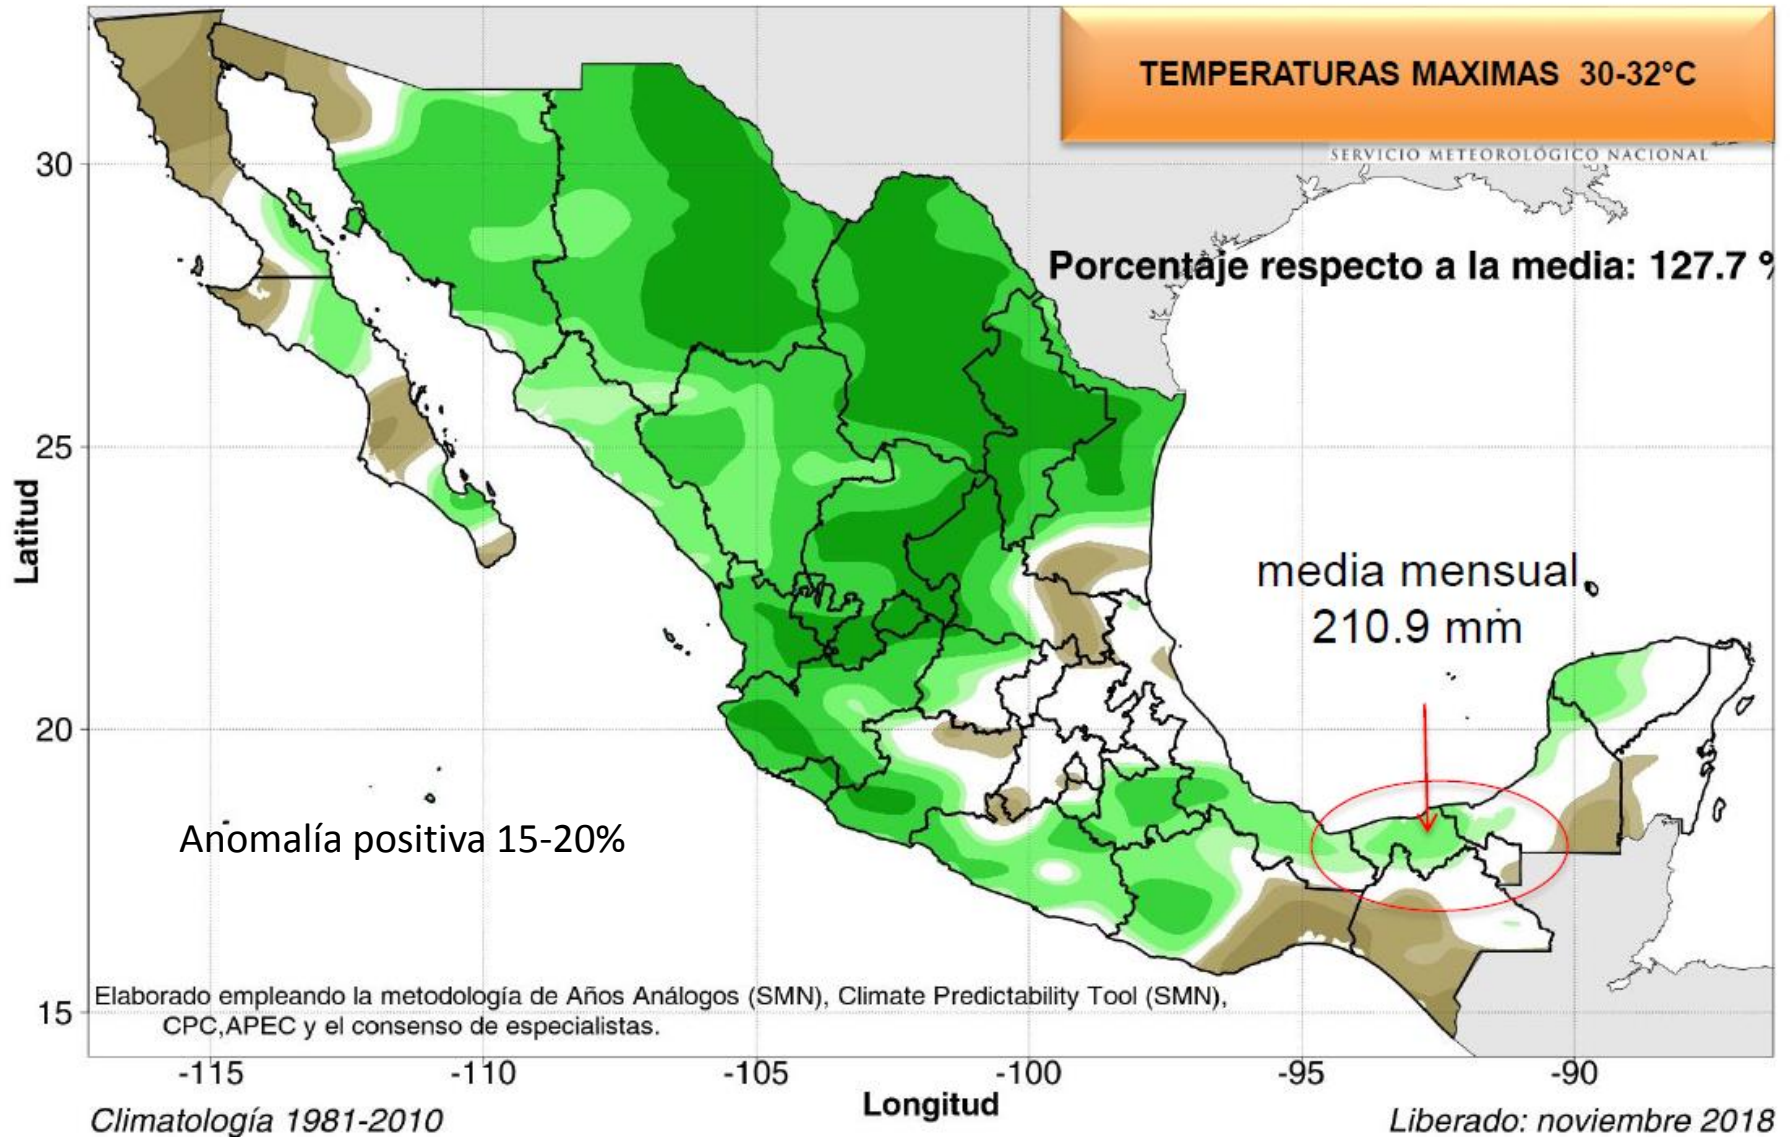 TEMPERATURAS MAXIMAS 30-32°C
SERVICIO METEOROLÓGICO NACIONAL
30
Porcentaje respecto a la media: 127.7 %
25
Latitud
media mensual
210.9 mm
20
Anomalía positiva 15-20%
Elaborado empleando la metodología de Años Análogos (SMN), Climate Predictability Tool (SMN),
CPC,APEC y el consenso de especialistas.
15
-115
-110
-105
-100
-95
-90
Longitud
Climatología 1981-2010
Liberado: noviembre 2018